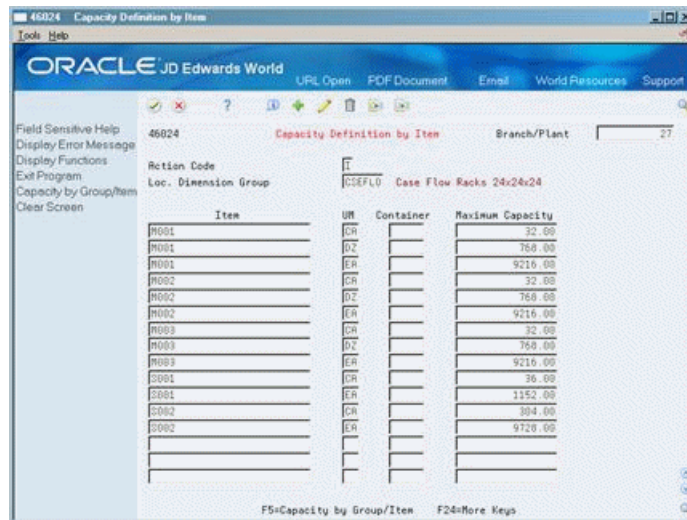 46024 Capacity Definition by Item
Tools Help
ORACLE JD Edwards World
URL Open PDF Document Email World Resources Support
Field Sensitive Help
Display Error Message
Display Functions
Exit Program
Capacity by Group/Item
Clear Screen
46024 Capacity Definition by Item Branch/Plant 27
Action Code I
Loc. Dimension Group CSEFLO Case Flow Racks 24x24x24
Item UM Container Maximum Capacity
M001 CA 32.00
M001 DZ 768.00
M001 EA 9216.00
M002 CA 32.00
M002 DZ 768.00
M002 EA 9216.00
M003 CA 32.00
M003 DZ 768.00
M003 EA 9216.00
S001 CA 36.00
S001 EA 1152.00
S002 CA 304.00
S002 EA 9728.00
F5=Capacity by Group/Item F24=More Keys